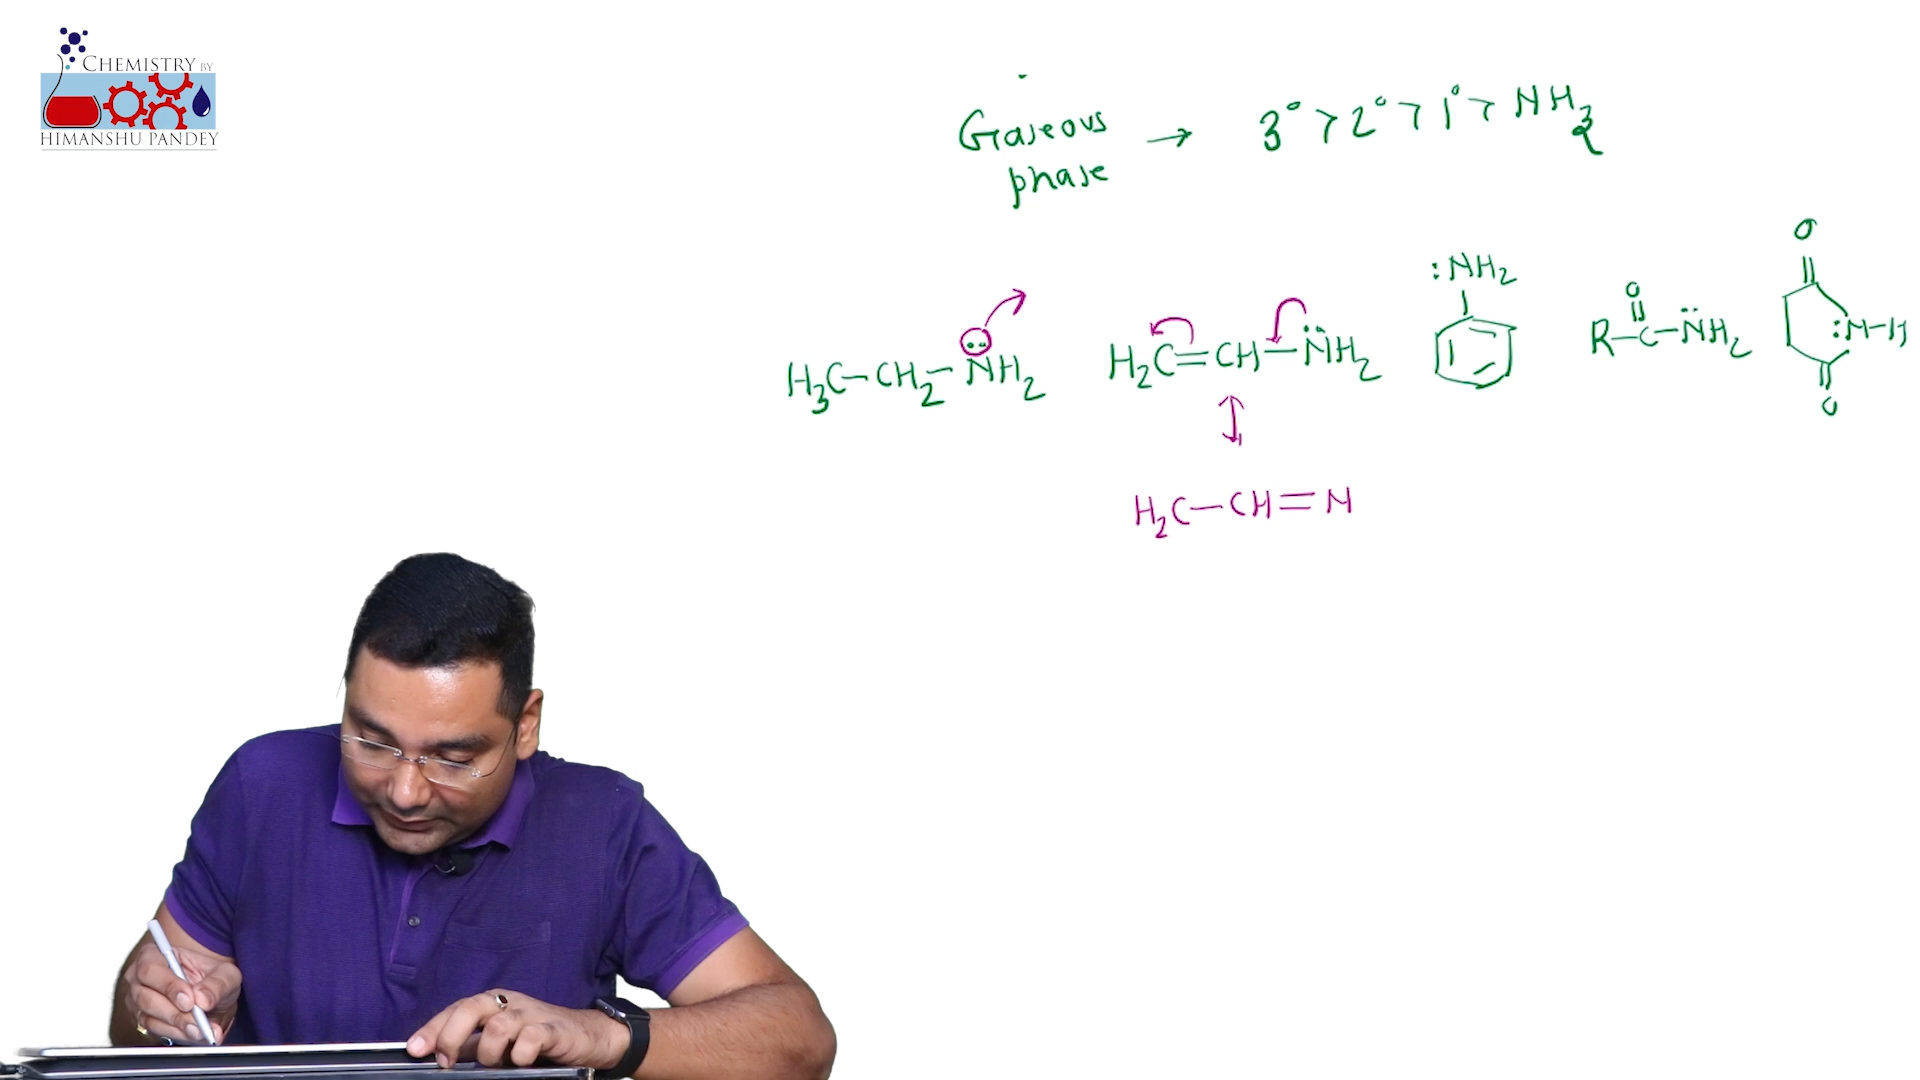 CHEMISTRY BY
HIMANSHU PANDEY
Gaseous phase → 3° > 2° > 1° > NH₃
H₃C–CH₂–N̈H₂
H₂C=CH–N̈H₂
:NH₂
O
R–C–N̈H₂
O
:N–H
O
H₂C–CH=N